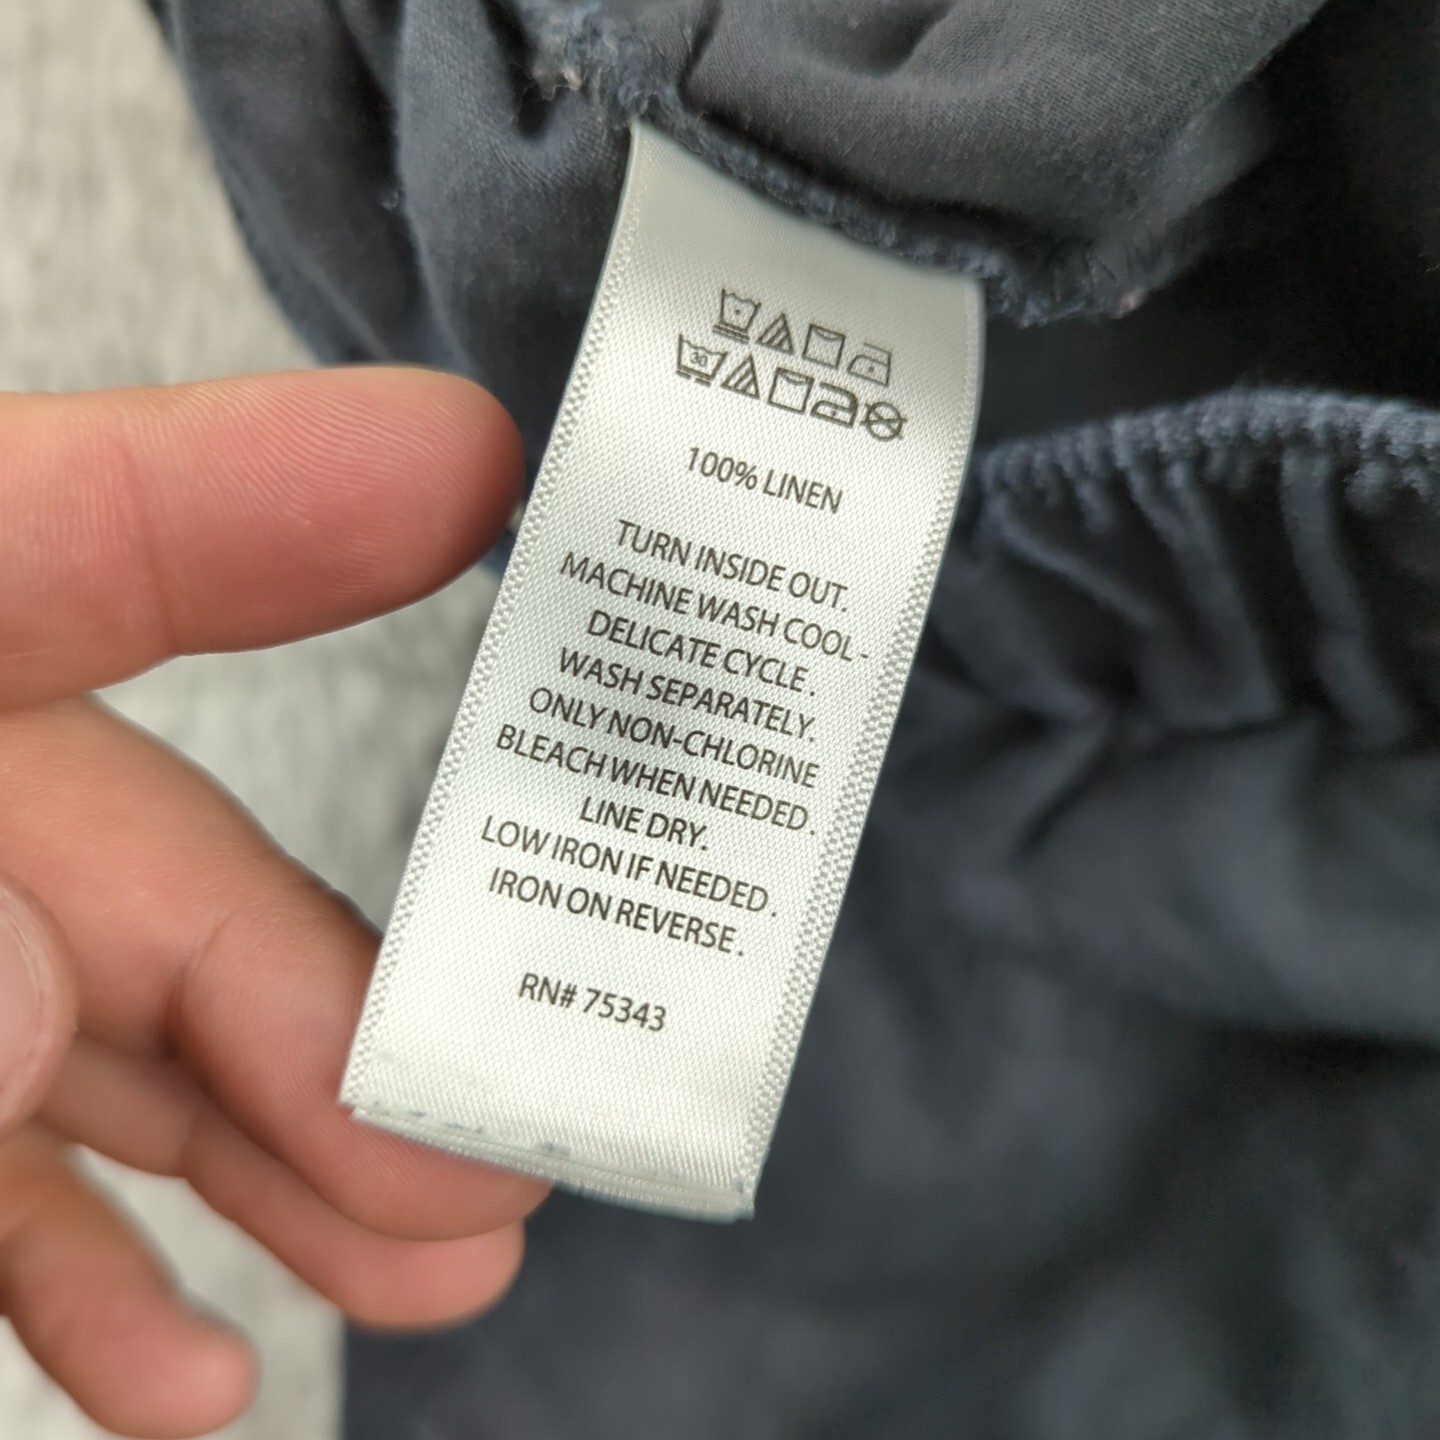 30
100% LINEN
TURN INSIDE OUT.
MACHINE WASH COOL -
DELICATE CYCLE .
WASH SEPARATELY.
ONLY NON-CHLORINE
BLEACH WHEN NEEDED.
LINE DRY.
LOW IRON IF NEEDED .
IRON ON REVERSE .
RN# 75343